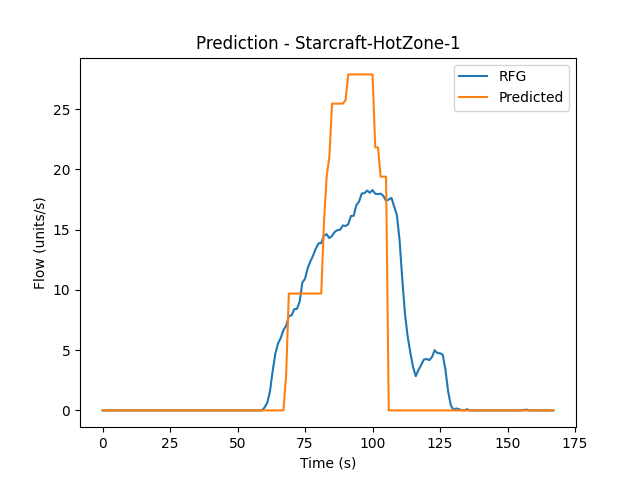 Prediction - Starcraft-HotZone-1
RFG
Predicted
Flow (units/s)
25
20
15
10
5
0
0 25 50 75 100 125 150 175
Time (s)